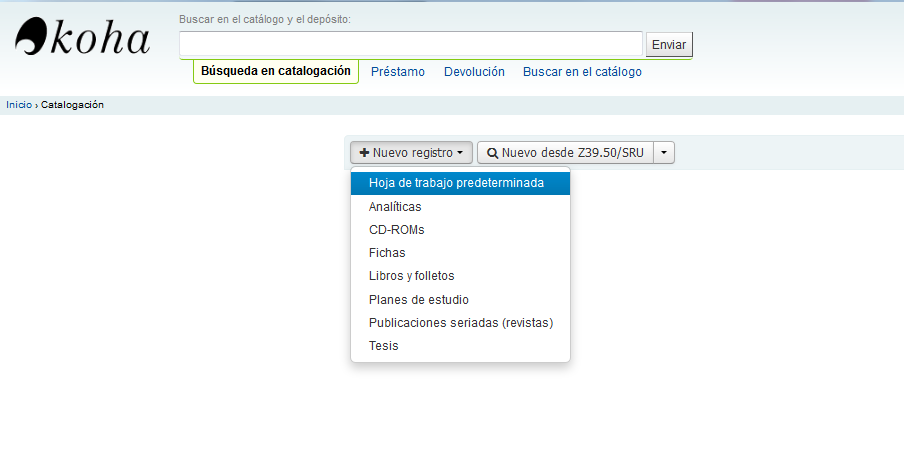 koha
Buscar en el catálogo y el depósito:
Enviar
Búsqueda en catalogación Préstamo Devolución Buscar en el catálogo
Inicio › Catalogación
Nuevo registro Nuevo desde Z39.50/SRU
Hoja de trabajo predeterminada
Analíticas
CD-ROMs
Fichas
Libros y folletos
Planes de estudio
Publicaciones seriadas (revistas)
Tesis